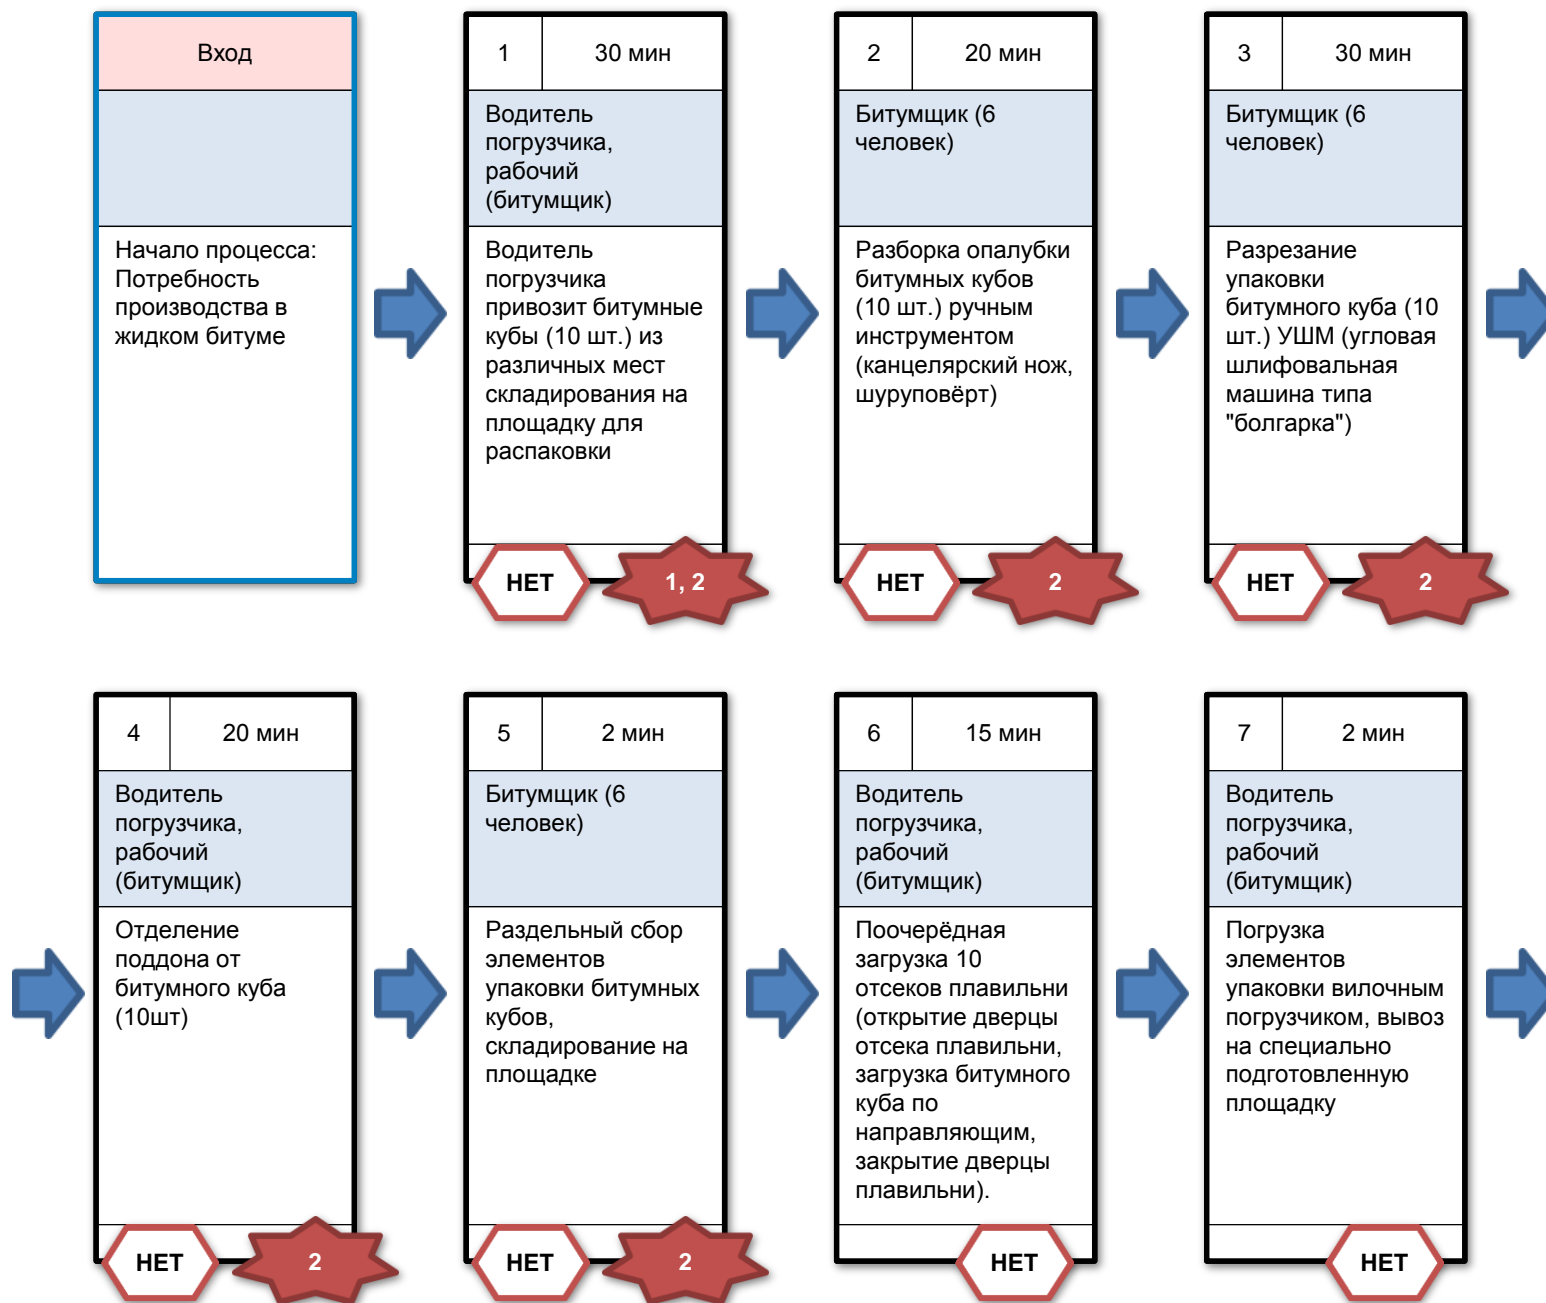 Вход
1
30 мин
2
20 мин
3
30 мин
Водитель
погрузчика,
рабочий
(битумщик)
Битумщик (6
человек)
Битумщик (6
человек)
Начало процесса:
Потребность
производства в
жидком битуме
Водитель
погрузчика
привозит битумные
кубы (10 шт.) из
различных мест
складирования на
площадку для
распаковки
Разборка опалубки
битумных кубов
(10 шт.) ручным
инструментом
(канцелярский нож,
шуруповёрт)
Разрезание
упаковки
битумного куба (10
шт.) УШМ (угловая
шлифовальная
машина типа
"болгарка")
НЕТ
1, 2
НЕТ
2
НЕТ
2
4
20 мин
5
2 мин
6
15 мин
7
2 мин
Водитель
погрузчика,
рабочий
(битумщик)
Битумщик (6
человек)
Водитель
погрузчика,
рабочий
(битумщик)
Водитель
погрузчика,
рабочий
(битумщик)
Отделение
поддона от
битумного куба
(10шт)
Раздельный сбор
элементов
упаковки битумных
кубов,
складирование на
площадке
Поочерёдная
загрузка 10
отсеков плавильни
(открытие дверцы
отсека плавильни,
загрузка битумного
куба по
направляющим,
закрытие дверцы
плавильни).
Погрузка
элементов
упаковки вилочным
погрузчиком, вывоз
на специально
подготовленную
площадку
НЕТ
2
НЕТ
2
НЕТ
НЕТ